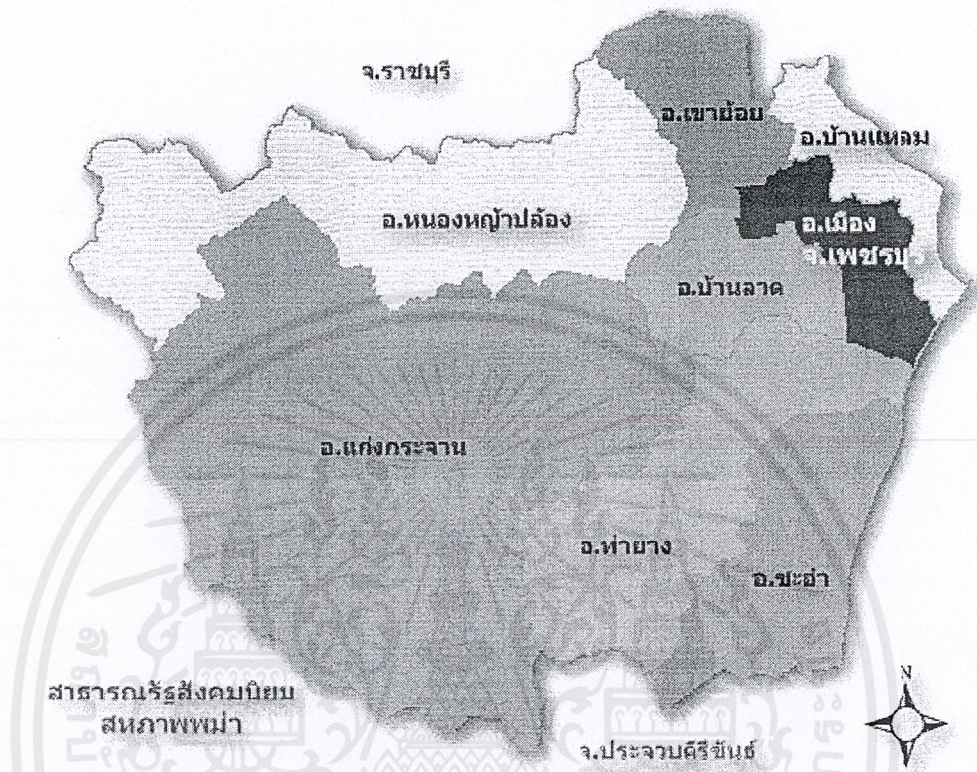 จ.ราชบุรี
อ.เขาย้อย
อ.บ้านแหลม
อ.หนองหญ้าปล้อง
อ.เมือง
จ.เพชรบุรี
อ.บ้านลาด
อ.แก่งกระจาน
อ.ท่ายาง
อ.ชะอำ
สาธารณรัฐสังคมนิยม
สหภาพพม่า
จ.ประจวบคีรีขันธ์
N